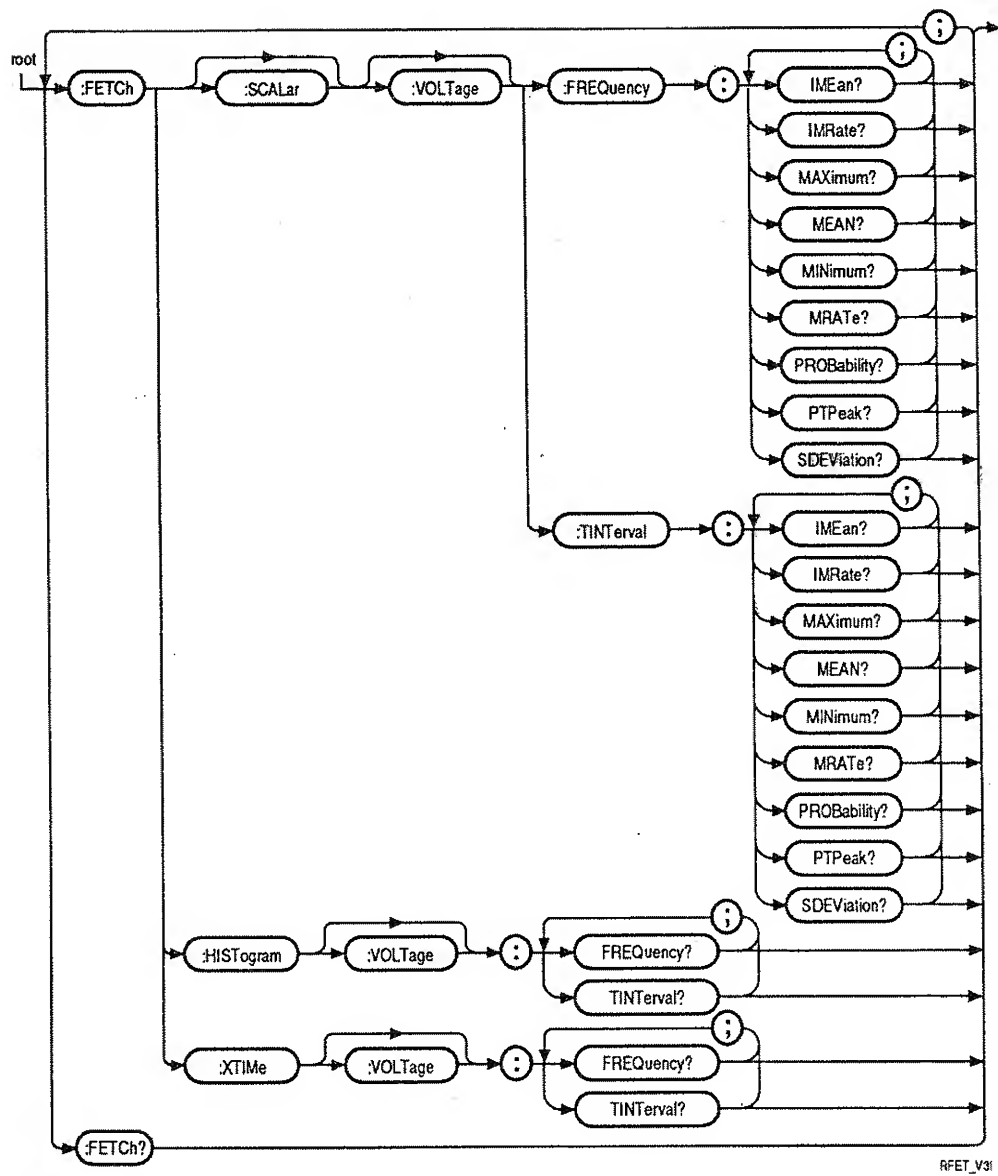 ;
root
:FETCh :SCALar :VOLTage :FREQuency : IMEan? ;
IMRate?
MAXimum?
MEAN?
MINimum?
MRATe?
PROBability?
PTPeak?
SDEViation?
;
:TINTerval : IMEan?
IMRate?
MAXimum?
MEAN?
MINimum?
MRATe?
PROBability?
PTPeak?
SDEViation?
;
:HISTogram :VOLTage : FREQuency?
TINTerval?
;
:XTIMe :VOLTage : FREQuency?
TINTerval?
:FETCh?
RFET_V3I